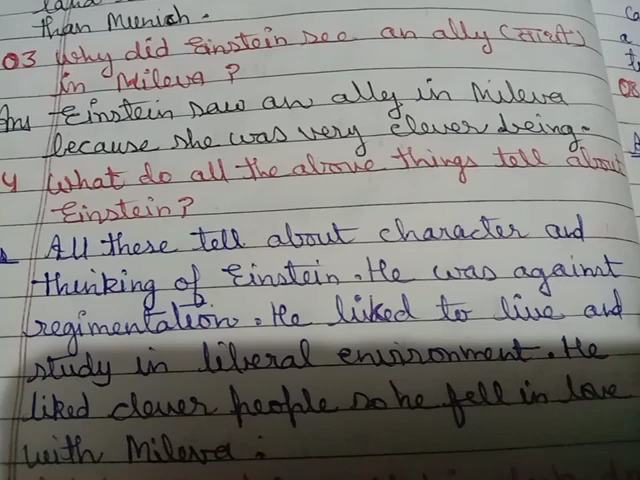 than Munich.
Q3 Why did Einstein see an ally
in Mileva?
Ans Einstein saw an ally in Mileva
because she was very clever being.
4 What do all the above things tell about
Einstein?
All these tell about character and
thinking of Einstein. He was against
regimentation. He liked to live and
study in liberal environment. He
liked clever people so he fell in love
with Mileva.